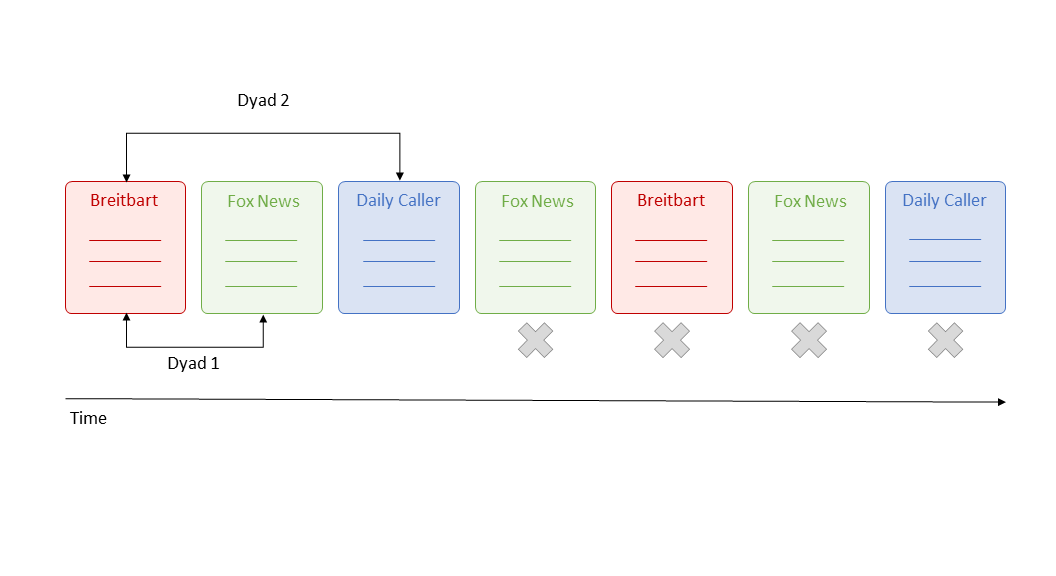 Dyad 2
Breitbart
Fox News
Daily Caller
Fox News
Breitbart
Fox News
Daily Caller
Dyad 1
Time